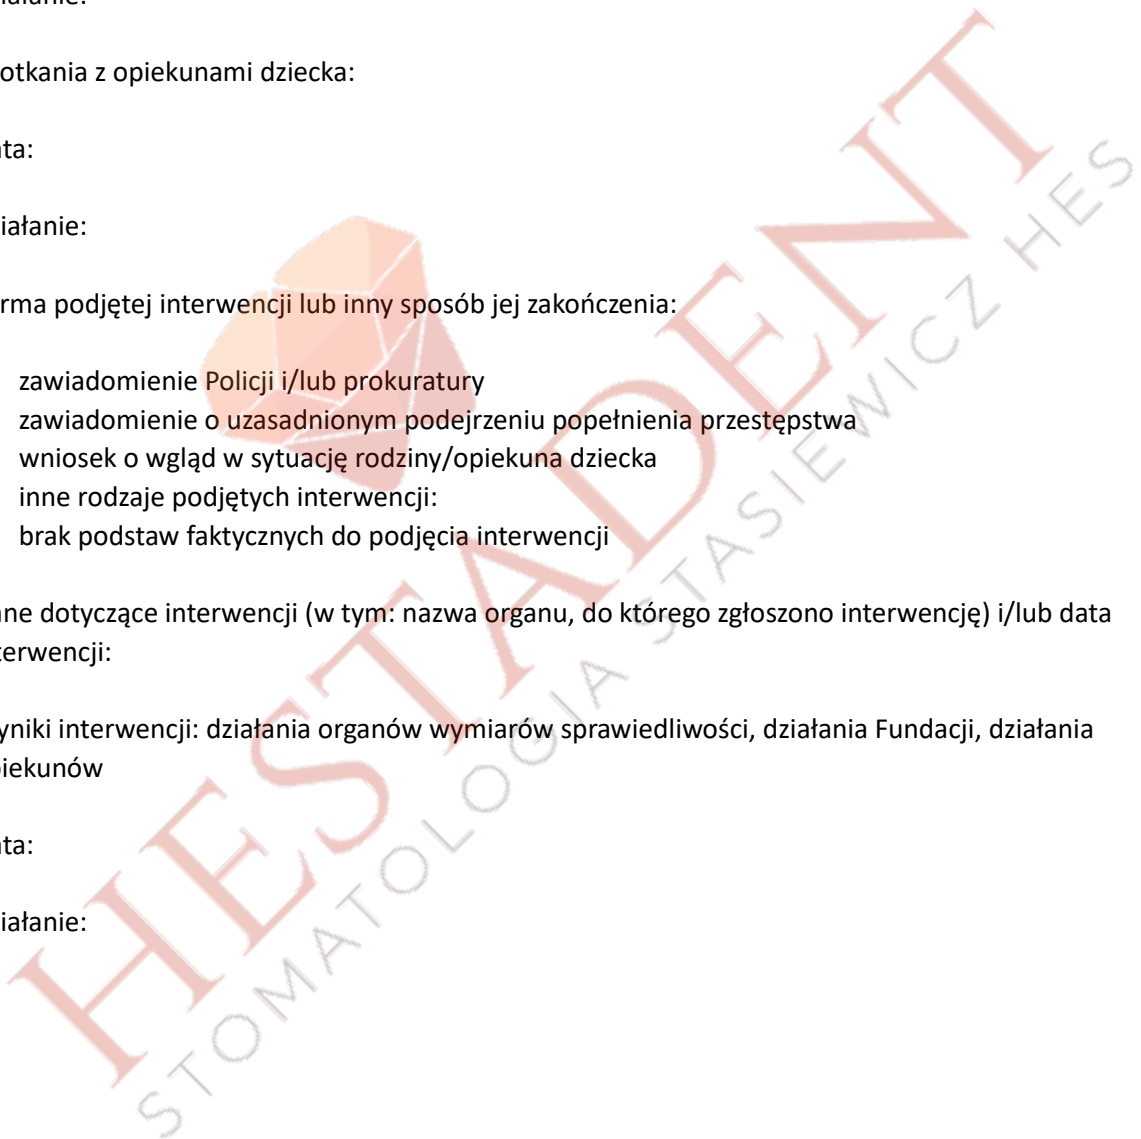 ziałanie:
otkania z opiekunami dziecka:
ata:
iałanie:
rma podjętej interwencji lub inny sposób jej zakończenia:
zawiadomienie Policji i/lub prokuratury
zawiadomienie o uzasadnionym podejrzeniu popełnienia przestępstwa
wniosek o wgląd w sytuację rodziny/opiekuna dziecka
inne rodzaje podjętych interwencji:
brak podstaw faktycznych do podjęcia interwencji
ane dotyczące interwencji (w tym: nazwa organu, do którego zgłoszono interwencję) i/lub data
terwencji:
yniki interwencji: działania organów wymiarów sprawiedliwości, działania Fundacji, działania
piekunów
ata:
iałanie:
HESTADENT
STOMATOLOGIA STASIEWICZ HES